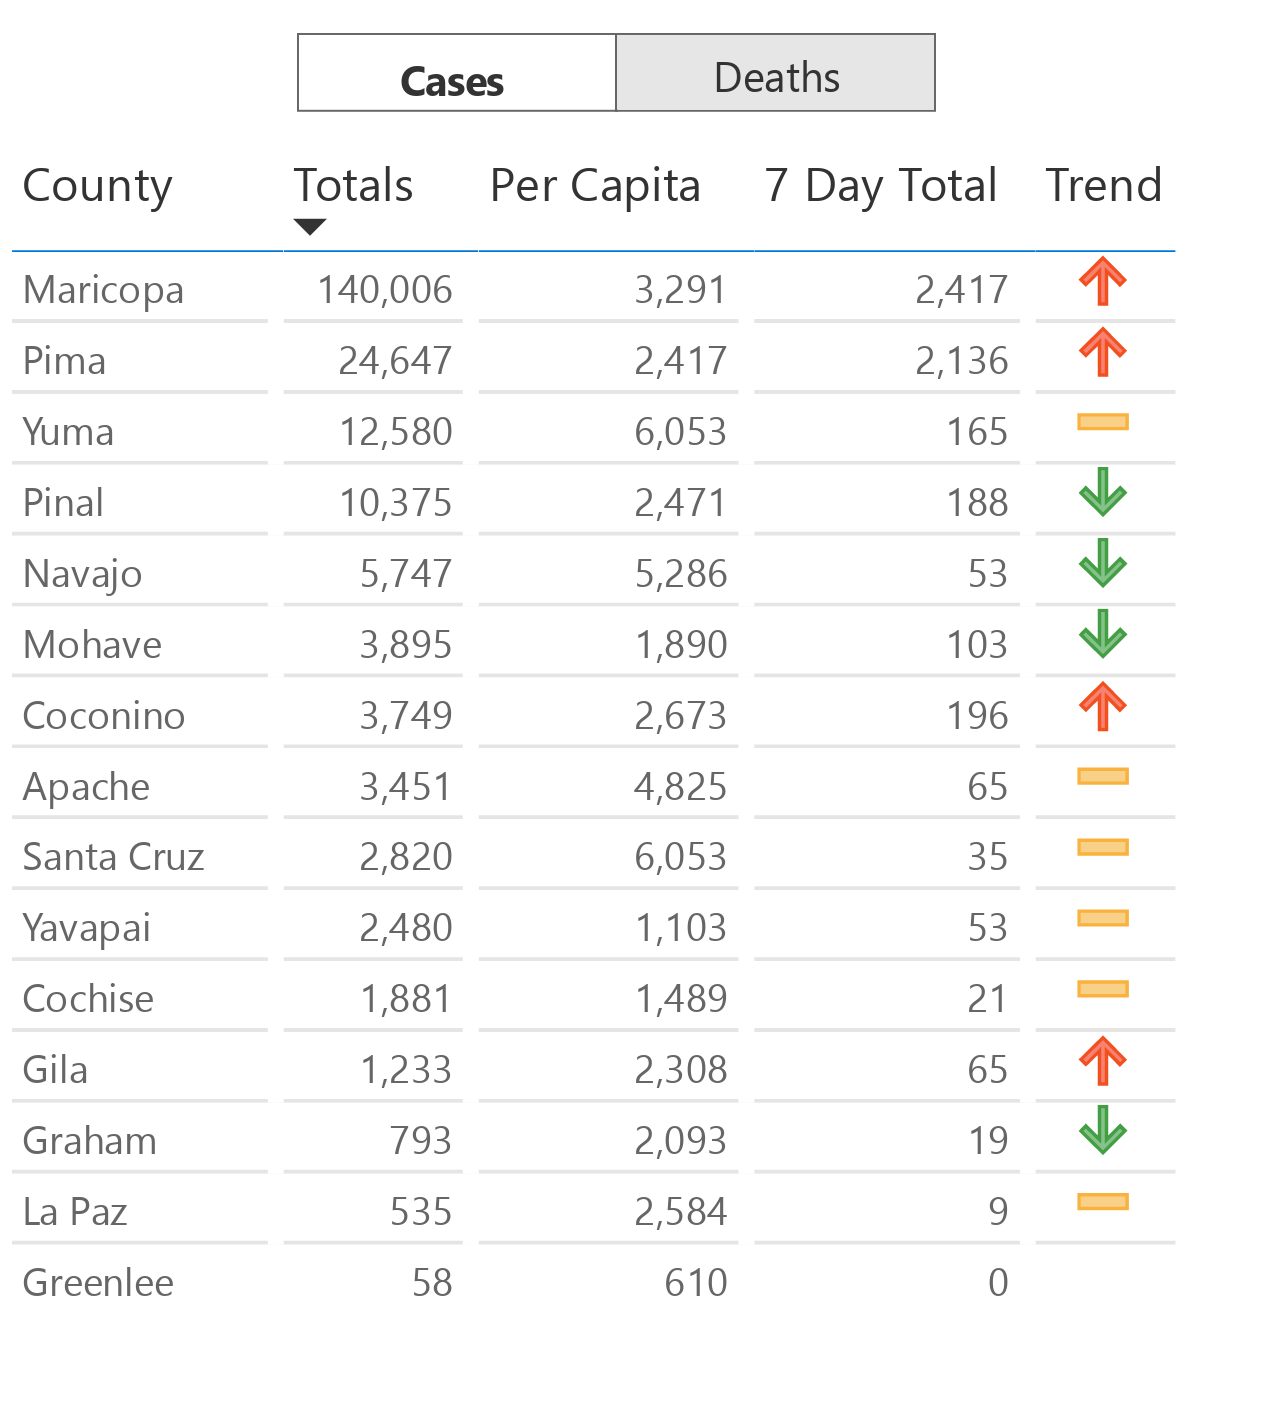 Cases Deaths
County Totals Per Capita 7 Day Total Trend
Maricopa 140,006 3,291 2,417
Pima 24,647 2,417 2,136
Yuma 12,580 6,053 165
Pinal 10,375 2,471 188
Navajo 5,747 5,286 53
Mohave 3,895 1,890 103
Coconino 3,749 2,673 196
Apache 3,451 4,825 65
Santa Cruz 2,820 6,053 35
Yavapai 2,480 1,103 53
Cochise 1,881 1,489 21
Gila 1,233 2,308 65
Graham 793 2,093 19
La Paz 535 2,584 9
Greenlee 58 610 0